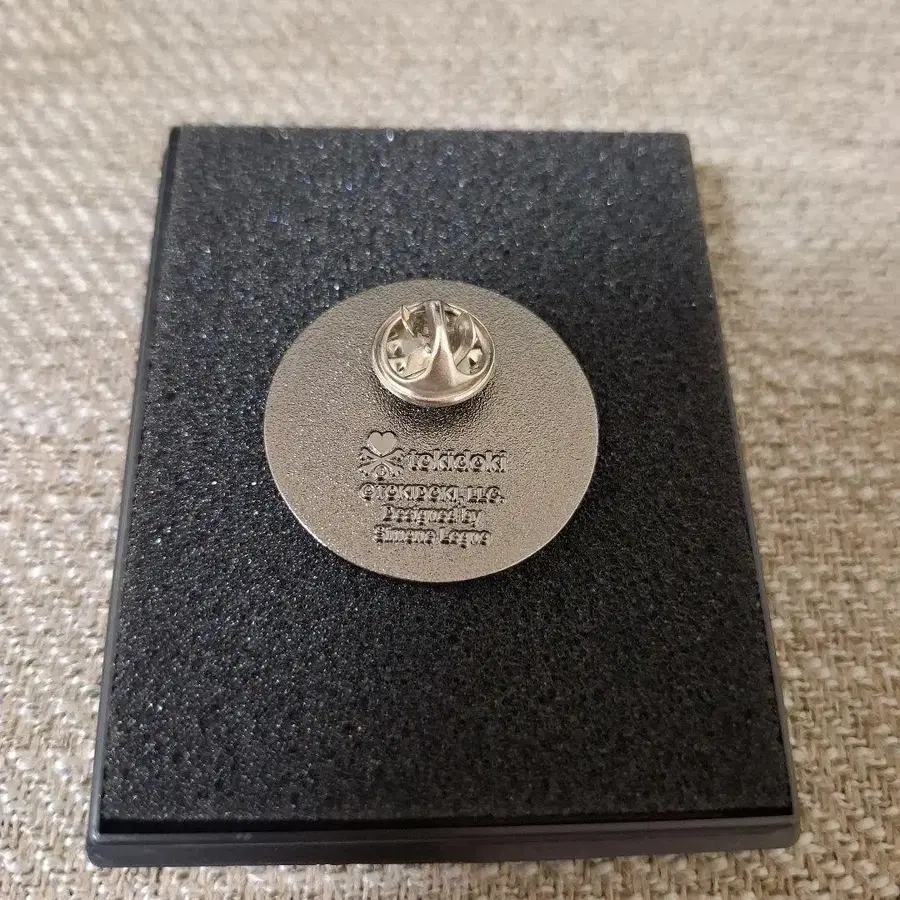 tokidoki
©TOKIDOKI, LLC.
Designed by
Simone Legno